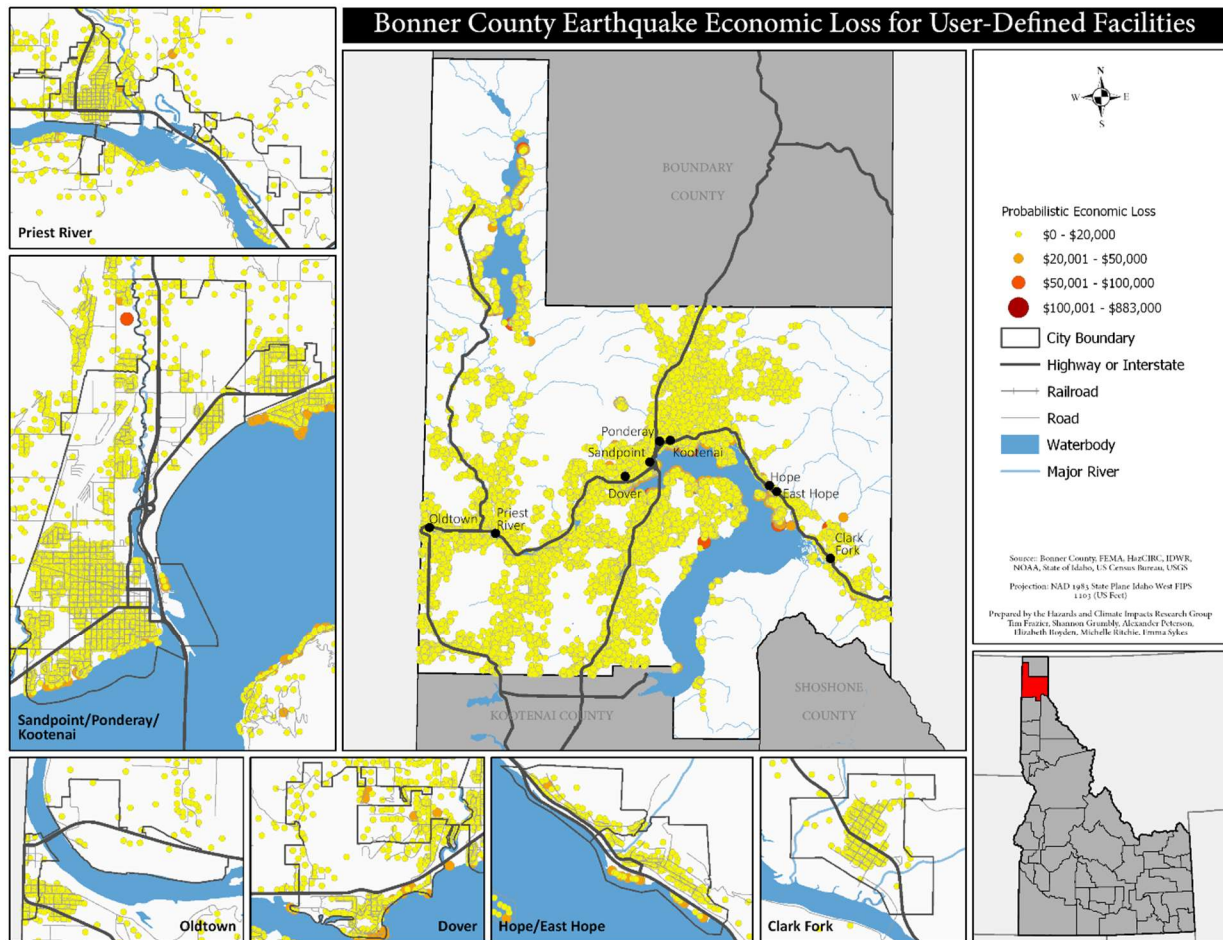 Bonner County Earthquake Economic Loss for User-Defined Facilities
Priest River
Sandpoint/Ponderay/
Kootenai
Oldtown
Dover
Hope/East Hope
Clark Fork
BOUNDARY
COUNTY
Ponderay
Sandpoint
Kootenai
Dover
Hope
East Hope
Oldtown
Priest
River
Clark
Fork
KOOTENAI COUNTY
SHOSHONE
COUNTY
N
W
E
S
Probabilistic Economic Loss
$0 - $20,000
$20,001 - $50,000
$50,001 - $100,000
$100,001 - $883,000
City Boundary
Highway or Interstate
Railroad
Road
Waterbody
Major River
Source: Bonner County, FEMA, HazCIRC, IDWR,
NOAA, State of Idaho, US Census Bureau, USGS
Projection: NAD 1983 State Plane Idaho West FIPS
1103 (US Feet)
Prepared by the Hazards and Climate Impacts Research Group
Tim Frazier, Shannon Grumbly, Alexander Peterson,
Elizabeth Royden, Michelle Ritchie, Emma Sykes